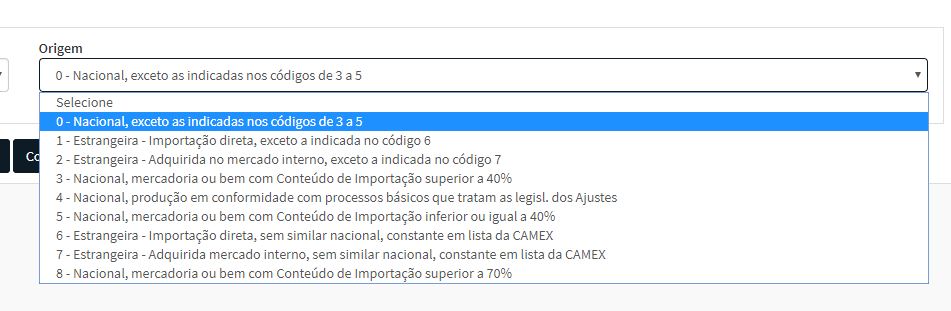 Origem
0 - Nacional, exceto as indicadas nos códigos de 3 a 5
Selecione
0 - Nacional, exceto as indicadas nos códigos de 3 a 5
1 - Estrangeira - Importação direta, exceto a indicada no código 6
2 - Estrangeira - Adquirida no mercado interno, exceto a indicada no código 7
3 - Nacional, mercadoria ou bem com Conteúdo de Importação superior a 40%
4 - Nacional, produção em conformidade com processos básicos que tratam as legisl. dos Ajustes
5 - Nacional, mercadoria ou bem com Conteúdo de Importação inferior ou igual a 40%
6 - Estrangeira - Importação direta, sem similar nacional, constante em lista da CAMEX
7 - Estrangeira - Adquirida mercado interno, sem similar nacional, constante em lista da CAMEX
8 - Nacional, mercadoria ou bem com Conteúdo de Importação superior a 70%